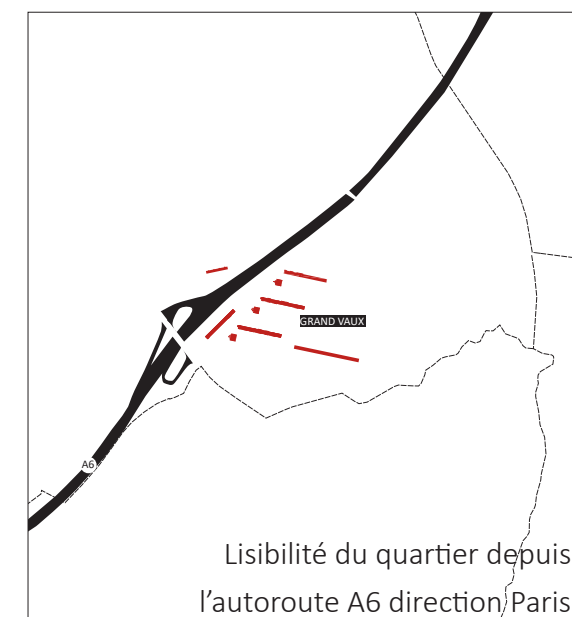 GRAND VAUX
A6
Lisibilité du quartier depuis
l'autoroute A6 direction Paris